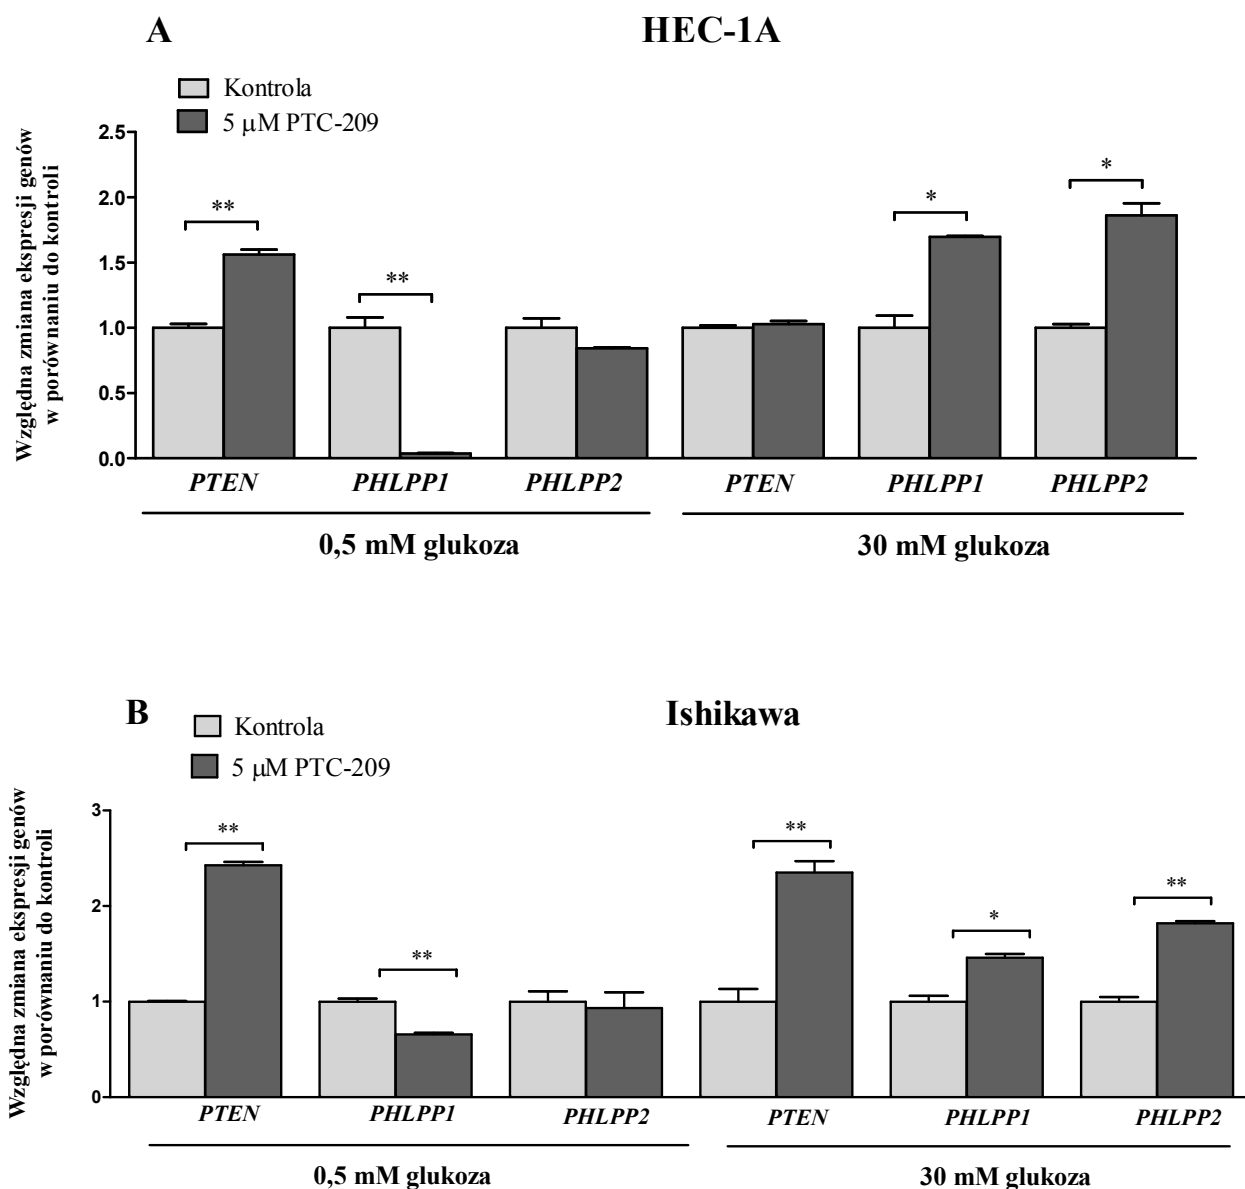 A
HEC-1A
Kontrola
5 µM PTC-209
Względna zmiana ekspresji genów
w porównaniu do kontroli
2.5
2.0
1.5
1.0
0.5
0.0
**
**
*
*
PTEN
PHLPP1
PHLPP2
PTEN
PHLPP1
PHLPP2
0,5 mM glukoza
30 mM glukoza
B
Ishikawa
Kontrola
5 µM PTC-209
Względna zmiana ekspresji genów
w porównaniu do kontroli
3
2
1
0
**
**
**
*
**
PTEN
PHLPP1
PHLPP2
PTEN
PHLPP1
PHLPP2
0,5 mM glukoza
30 mM glukoza